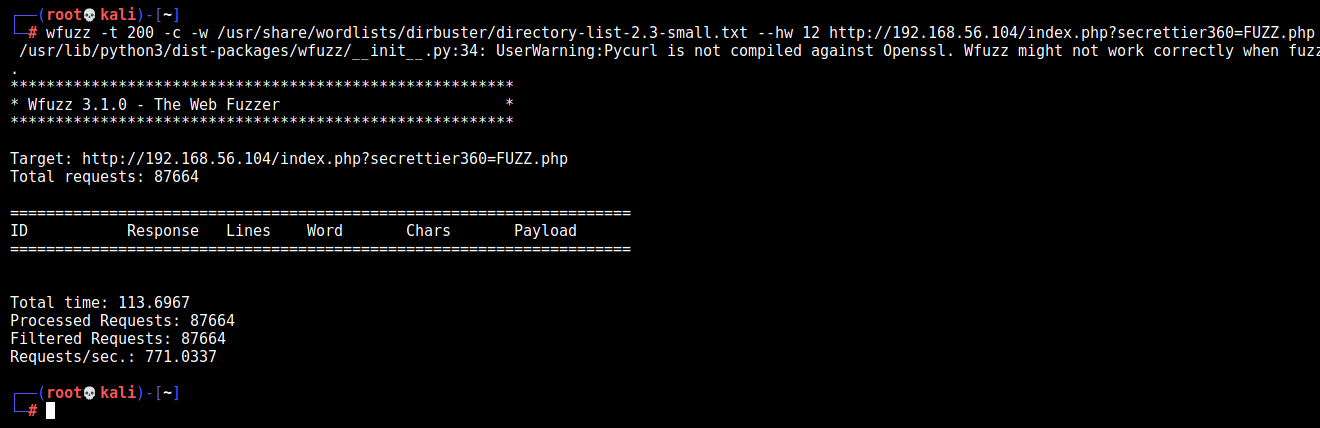 ┌──(root💀kali)-[~]
└─# wfuzz -t 200 -c -w /usr/share/wordlists/dirbuster/directory-list-2.3-small.txt --hw 12 http://192.168.56.104/index.php?secrettier360=FUZZ.php
/usr/lib/python3/dist-packages/wfuzz/__init__.py:34: UserWarning:Pycurl is not compiled against Openssl. Wfuzz might not work correctly when fuzz
.
********************************************************
* Wfuzz 3.1.0 - The Web Fuzzer                         *
********************************************************
Target: http://192.168.56.104/index.php?secrettier360=FUZZ.php
Total requests: 87664
=====================================================================
ID           Response   Lines    Word       Chars       Payload
=====================================================================
Total time: 113.6967
Processed Requests: 87664
Filtered Requests: 87664
Requests/sec.: 771.0337
┌──(root💀kali)-[~]
└─#